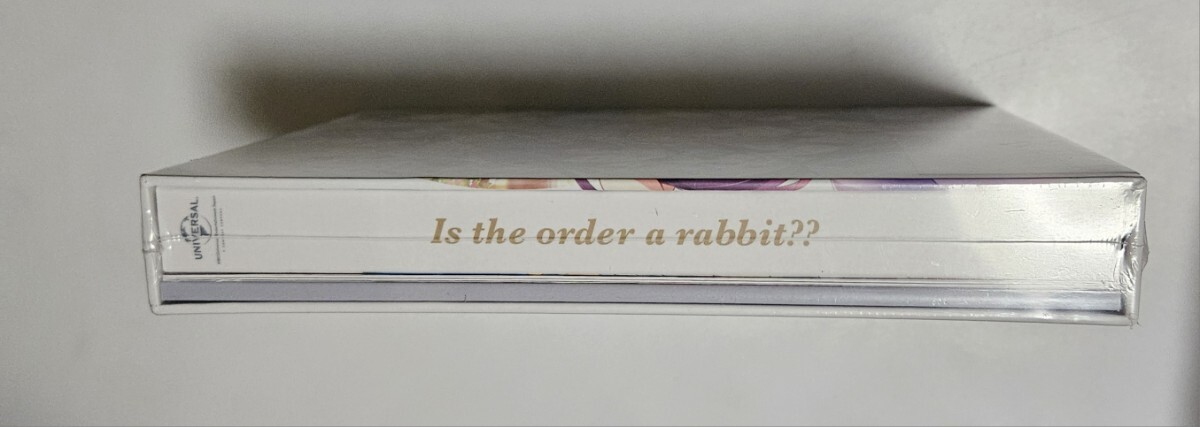 UNIVERSAL
Is the order a rabbit??